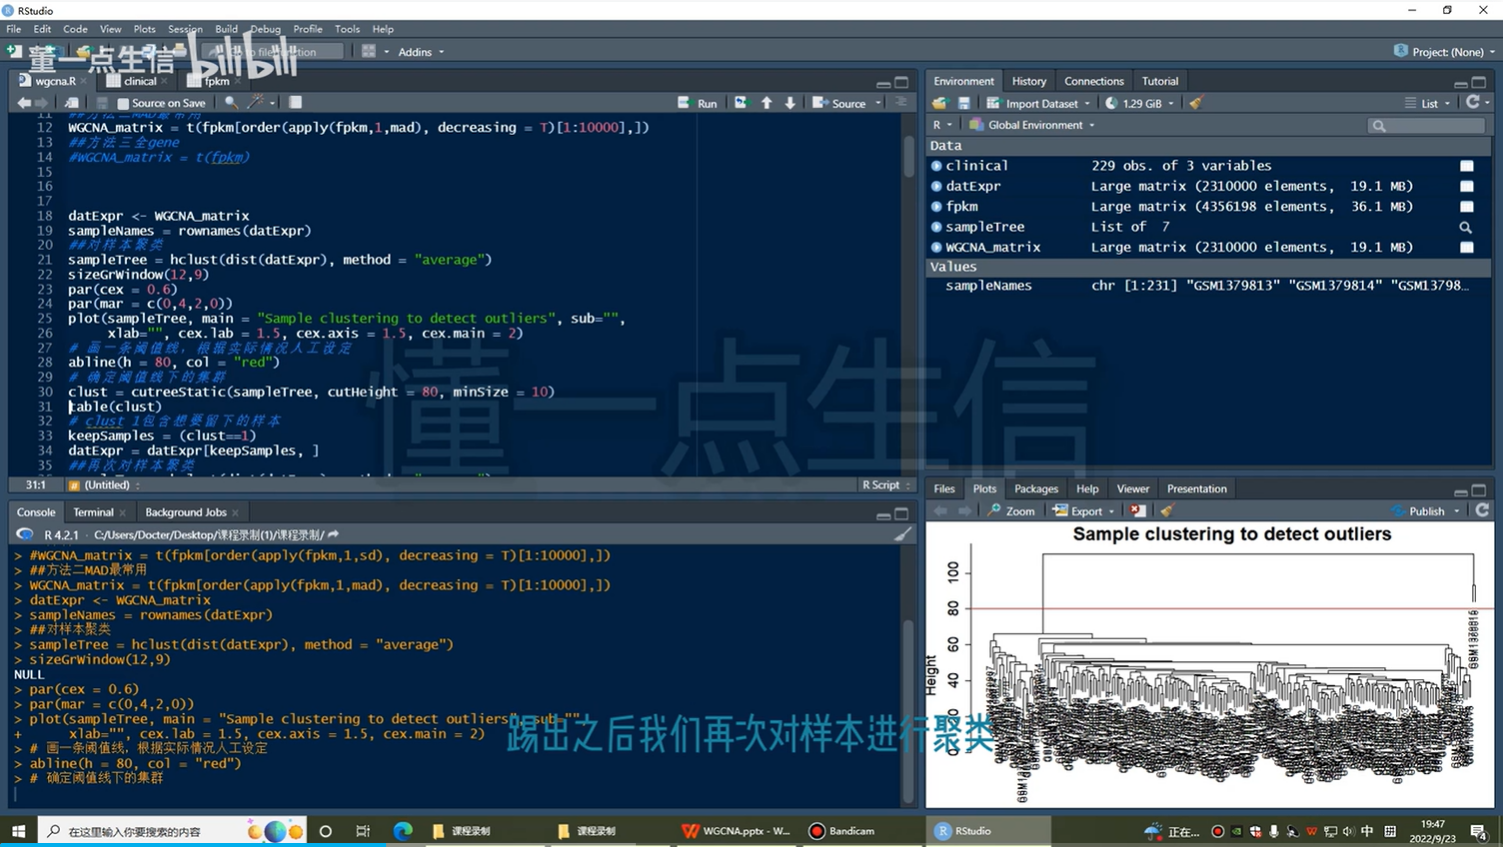 RStudio
File Edit Code View Plots Session Build Debug Profile Tools Help
Go to file/function Addins Project: (None)
董一点生信 bilibili
wgcna.R clinical fpkm
Source on Save Run Source
11 ##方法二MAD最常用
12 WGCNA_matrix = t(fpkm[order(apply(fpkm,1,mad), decreasing = T)[1:10000],])
13 ##方法三全gene
14 #WGCNA_matrix = t(fpkm)
15
16
17
18 datExpr <- WGCNA_matrix
19 sampleNames = rownames(datExpr)
20 ##对样本聚类
21 sampleTree = hclust(dist(datExpr), method = "average")
22 sizeGrWindow(12,9)
23 par(cex = 0.6)
24 par(mar = c(0,4,2,0))
25 plot(sampleTree, main = "Sample clustering to detect outliers", sub="",
26 xlab="", cex.lab = 1.5, cex.axis = 1.5, cex.main = 2)
27 # 画一条阈值线，根据实际情况人工设定
28 abline(h = 80, col = "red")
29 # 确定阈值线下的集群
30 clust = cutreeStatic(sampleTree, cutHeight = 80, minSize = 10)
31 table(clust)
32 # clust 1包含想要留下的样本
33 keepSamples = (clust==1)
34 datExpr = datExpr[keepSamples, ]
35 ##再次对样本聚类
31:1 (Untitled) R Script
Console Terminal Background Jobs
R 4.2.1 · C:/Users/Docter/Desktop/课程录制(1)/课程录制/
> #WGCNA_matrix = t(fpkm[order(apply(fpkm,1,sd), decreasing = T)[1:10000],])
> ##方法二MAD最常用
> WGCNA_matrix = t(fpkm[order(apply(fpkm,1,mad), decreasing = T)[1:10000],])
> datExpr <- WGCNA_matrix
> sampleNames = rownames(datExpr)
> ##对样本聚类
> sampleTree = hclust(dist(datExpr), method = "average")
> sizeGrWindow(12,9)
NULL
> par(cex = 0.6)
> par(mar = c(0,4,2,0))
> plot(sampleTree, main = "Sample clustering to detect outliers", sub="",
+ xlab="", cex.lab = 1.5, cex.axis = 1.5, cex.main = 2)
> # 画一条阈值线，根据实际情况人工设定
> abline(h = 80, col = "red")
> # 确定阈值线下的集群
Environment History Connections Tutorial
Import Dataset 1.29 GiB List
R Global Environment
Data
clinical 229 obs. of 3 variables
datExpr Large matrix (2310000 elements, 19.1 MB)
fpkm Large matrix (4356198 elements, 36.1 MB)
sampleTree List of 7
WGCNA_matrix Large matrix (2310000 elements, 19.1 MB)
Values
sampleNames chr [1:231] "GSM1379813" "GSM1379814" "GSM13798…
懂一点生信
Files Plots Packages Help Viewer Presentation
Zoom Export Publish
Sample clustering to detect outliers
Height
100
80
60
40
踢出之后我们再次对样本进行聚类
在这里输入你要搜索的内容 课程录制 课程录制 WGCNA.pptx - W... Bandicam RStudio 正在... 中 19:47
2022/9/23 4